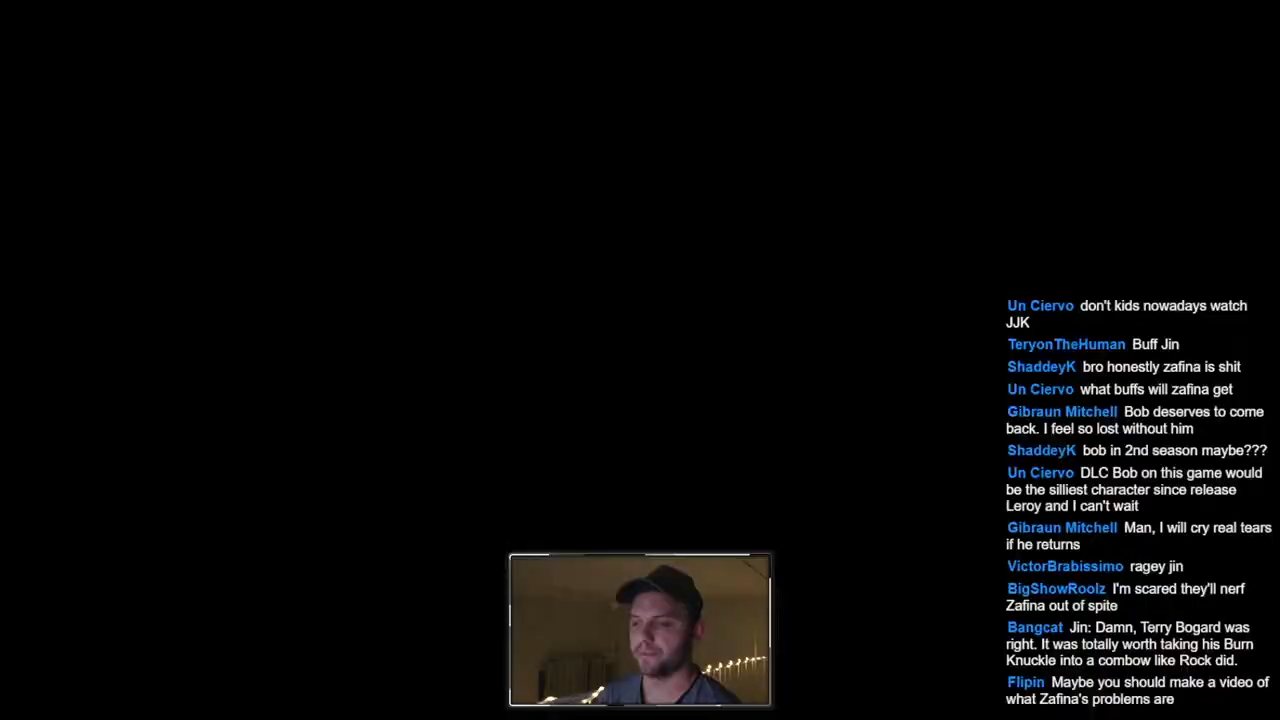 Un Ciervo don't kids nowadays watch
JJK
TeryonTheHuman Buff Jin
ShaddeyK bro honestly zafina is shit
Un Ciervo what buffs will zafina get
Gibraun Mitchell Bob deserves to come
back. I feel so lost without him
ShaddeyK bob in 2nd season maybe???
Un Ciervo DLC Bob on this game would
be the silliest character since release
Leroy and I can't wait
Gibraun Mitchell Man, I will cry real tears
if he returns
VictorBrabissimo ragey jin
BigShowRoolz I'm scared they'll nerf
Zafina out of spite
Bangcat Jin: Damn, Terry Bogard was
right. It was totally worth taking his Burn
Knuckle into a combow like Rock did.
Flipin Maybe you should make a video of
what Zafina's problems are